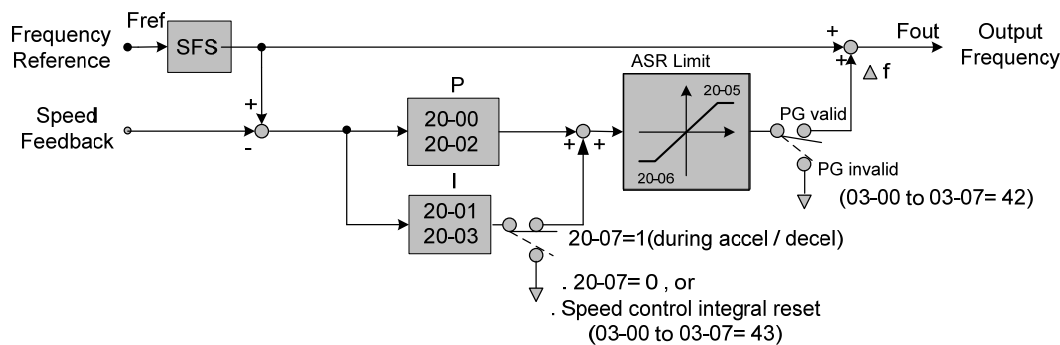 Fref
Frequency
Reference
SFS
+
+
Fout
Output
Frequency
Δ f
ASR Limit
+
-
Speed
Feedback
P
20-00
20-02
+
+
20-05
20-06
PG valid
PG invalid
(03-00 to 03-07= 42)
I
20-01
20-03
20-07=1(during accel / decel)
. 20-07= 0 , or
. Speed control integral reset
(03-00 to 03-07= 43)